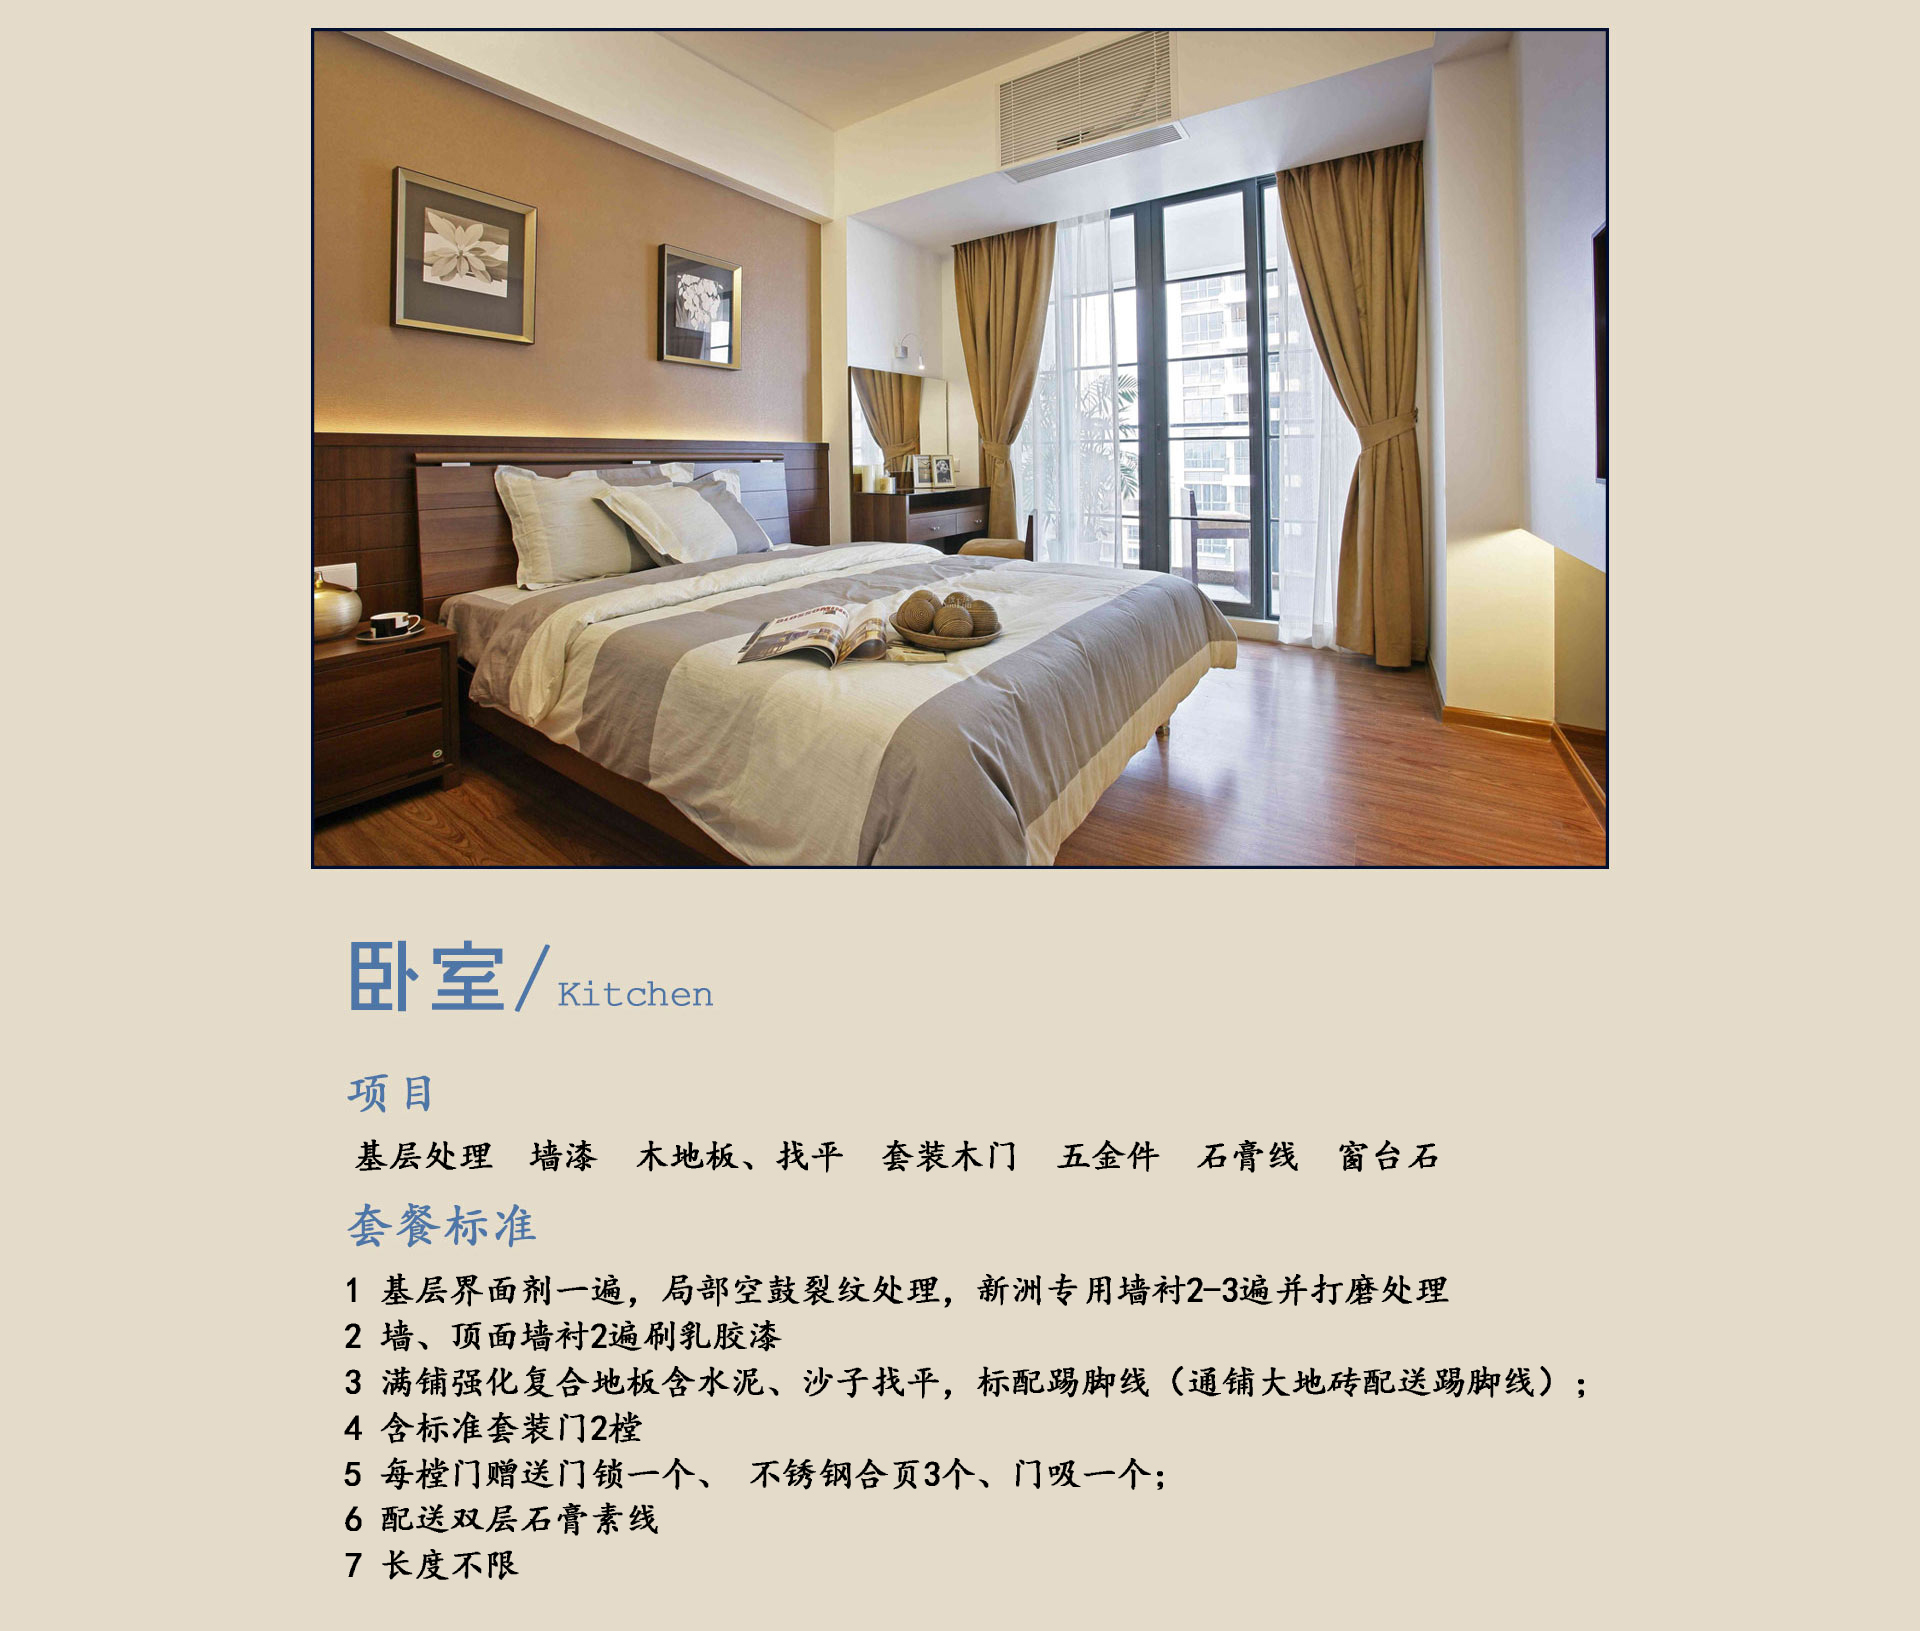 BLOSSOMING
卧室/Kitchen
项目
基层处理 墙漆 木地板、找平 套装木门 五金件 石膏线 窗台石
套餐标准
1 基层界面剂一遍，局部空鼓裂纹处理，新洲专用墙衬2-3遍并打磨处理
2 墙、顶面墙衬2遍刷乳胶漆
3 满铺强化复合地板含水泥、沙子找平，标配踢脚线（通铺大地砖配送踢脚线）；
4 含标准套装门2樘
5 每樘门赠送门锁一个、 不锈钢合页3个、门吸一个；
6 配送双层石膏素线
7 长度不限